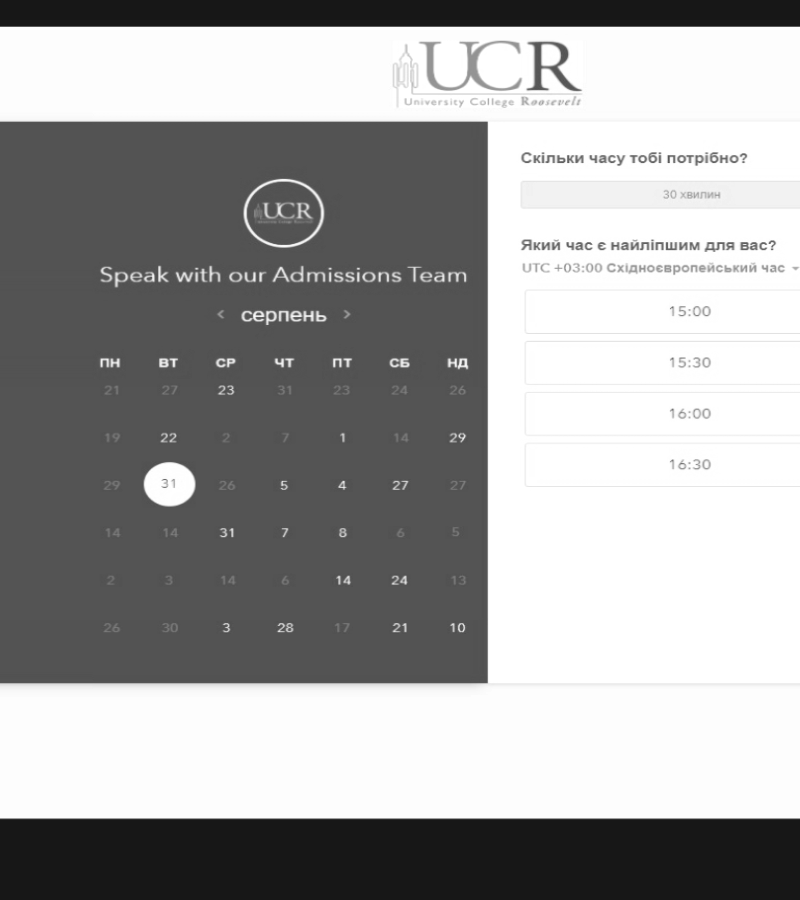 UCR
University College Roosevelt
UCR
Speak with our Admissions Team
< серпень >
ПН ВТ СР ЧТ ПТ СБ НД
21 27 23 31 23 24 26
19 22 2 7 1 14 29
29 31 26 5 4 27 27
14 14 31 7 8 6 5
2 3 14 6 14 24 13
26 30 3 28 17 21 10
Скільки часу тобі потрібно?
30 хвилин
Який час є найліпшим для вас?
UTC +03:00 Східноєвропейський час
15:00
15:30
16:00
16:30